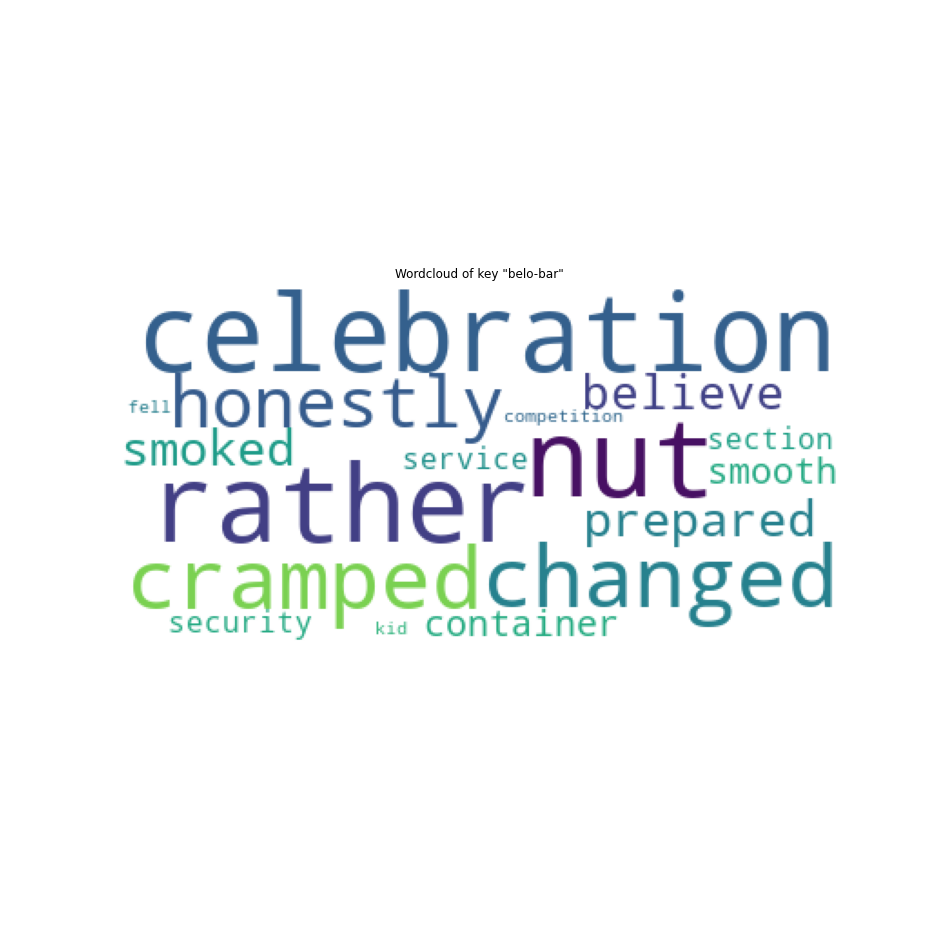 Wordcloud of key "belo-bar"
celebration
honestly
believe
fell
competition
smoked
service
nut
section
smooth
rather
prepared
cramped
changed
security
kid
container